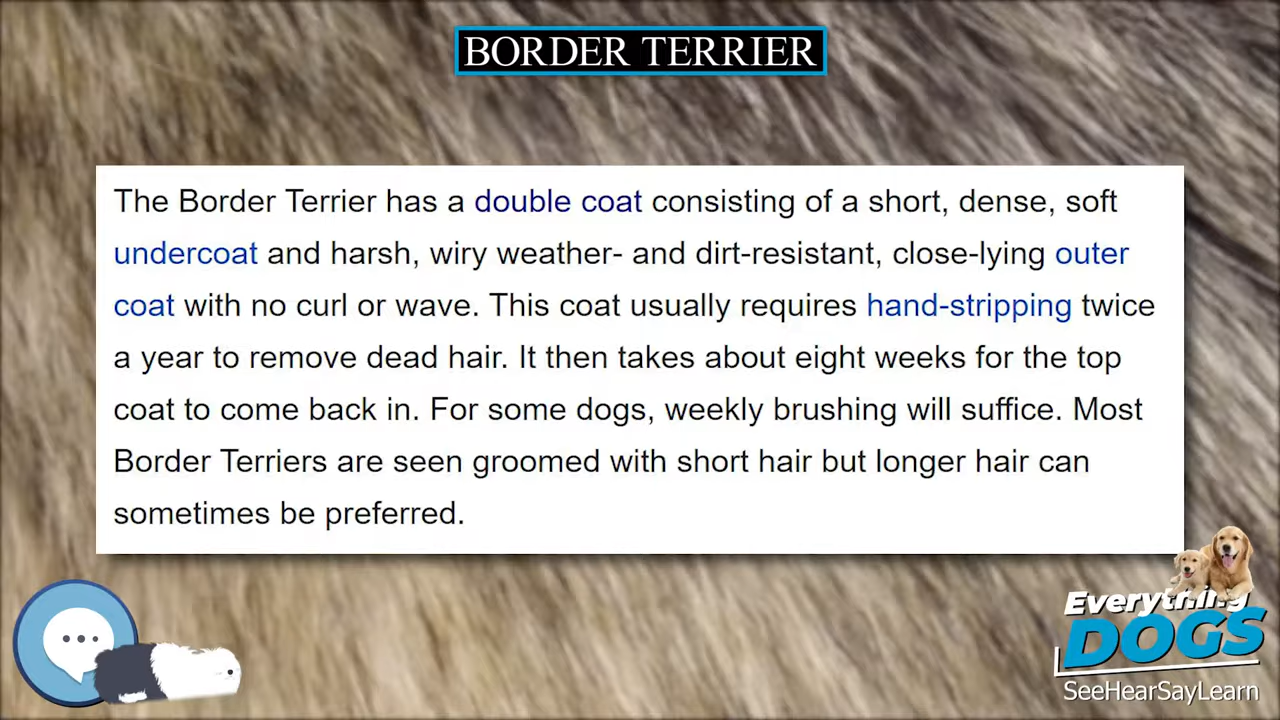 BORDER TERRIER
The Border Terrier has a double coat consisting of a short, dense, soft
undercoat and harsh, wiry weather- and dirt-resistant, close-lying outer
coat with no curl or wave. This coat usually requires hand-stripping twice
a year to remove dead hair. It then takes about eight weeks for the top
coat to come back in. For some dogs, weekly brushing will suffice. Most
Border Terriers are seen groomed with short hair but longer hair can
sometimes be preferred.
Everything
DOGS
SeeHearSayLearn